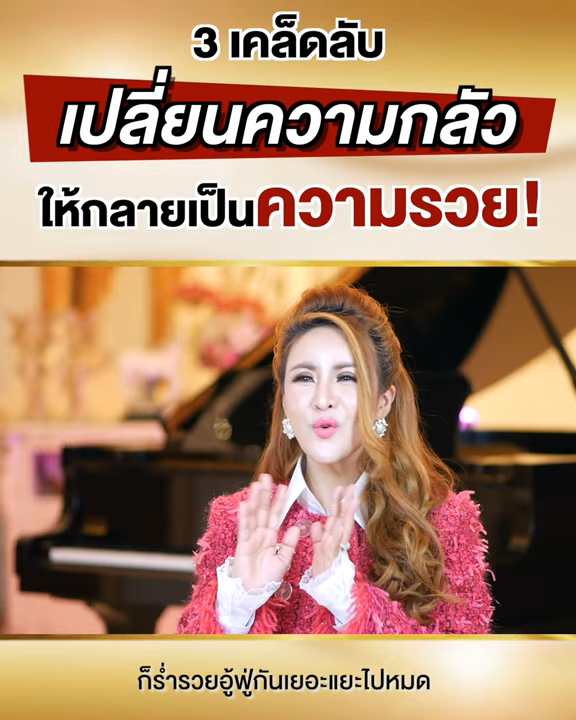 3 เคล็ดลับ
เปลี่ยนความกลัว
ให้กลายเป็นความรวย!
ก็ร่ำรวยอู้ฟู่กันเยอะแยะไปหมด